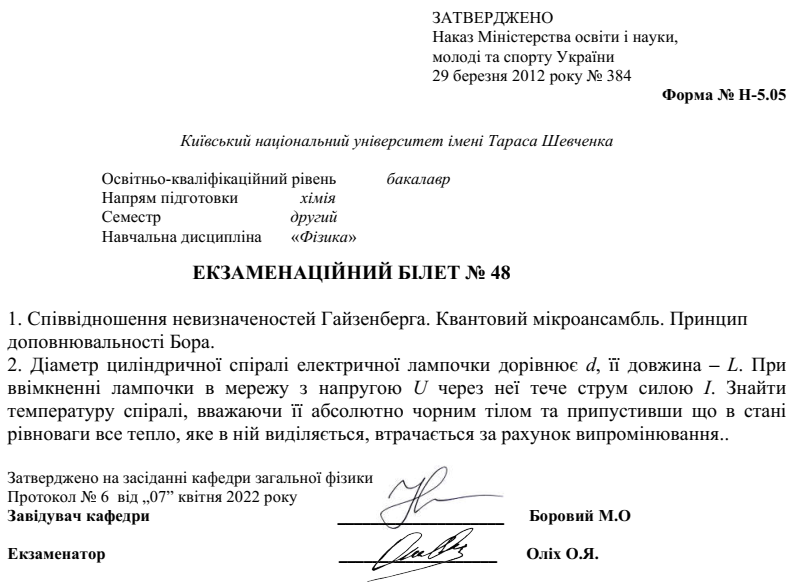 ЗАТВЕРДЖЕНО
Наказ Міністерства освіти і науки,
молоді та спорту України
29 березня 2012 року № 384
Форма № Н-5.05
Київський національний університет імені Тараса Шевченка
Освітньо-кваліфікаційний рівень бакалавр
Напрям підготовки хімія
Семестр другий
Навчальна дисципліна «Фізика»
ЕКЗАМЕНАЦІЙНИЙ БІЛЕТ № 48
1. Співвідношення невизначеностей Гайзенберга. Квантовий мікроансамбль. Принцип
доповнювальності Бора.
2. Діаметр циліндричної спіралі електричної лампочки дорівнює d, її довжина – L. При
ввімкненні лампочки в мережу з напругою U через неї тече струм силою I. Знайти
температуру спіралі, вважаючи її абсолютно чорним тілом та припустивши що в стані
рівноваги все тепло, яке в ній виділяється, втрачається за рахунок випромінювання..
Затверджено на засіданні кафедри загальної фізики
Протокол № 6 від „07” квітня 2022 року
Завідувач кафедри Боровий М.О
Екзаменатор Оліх О.Я.